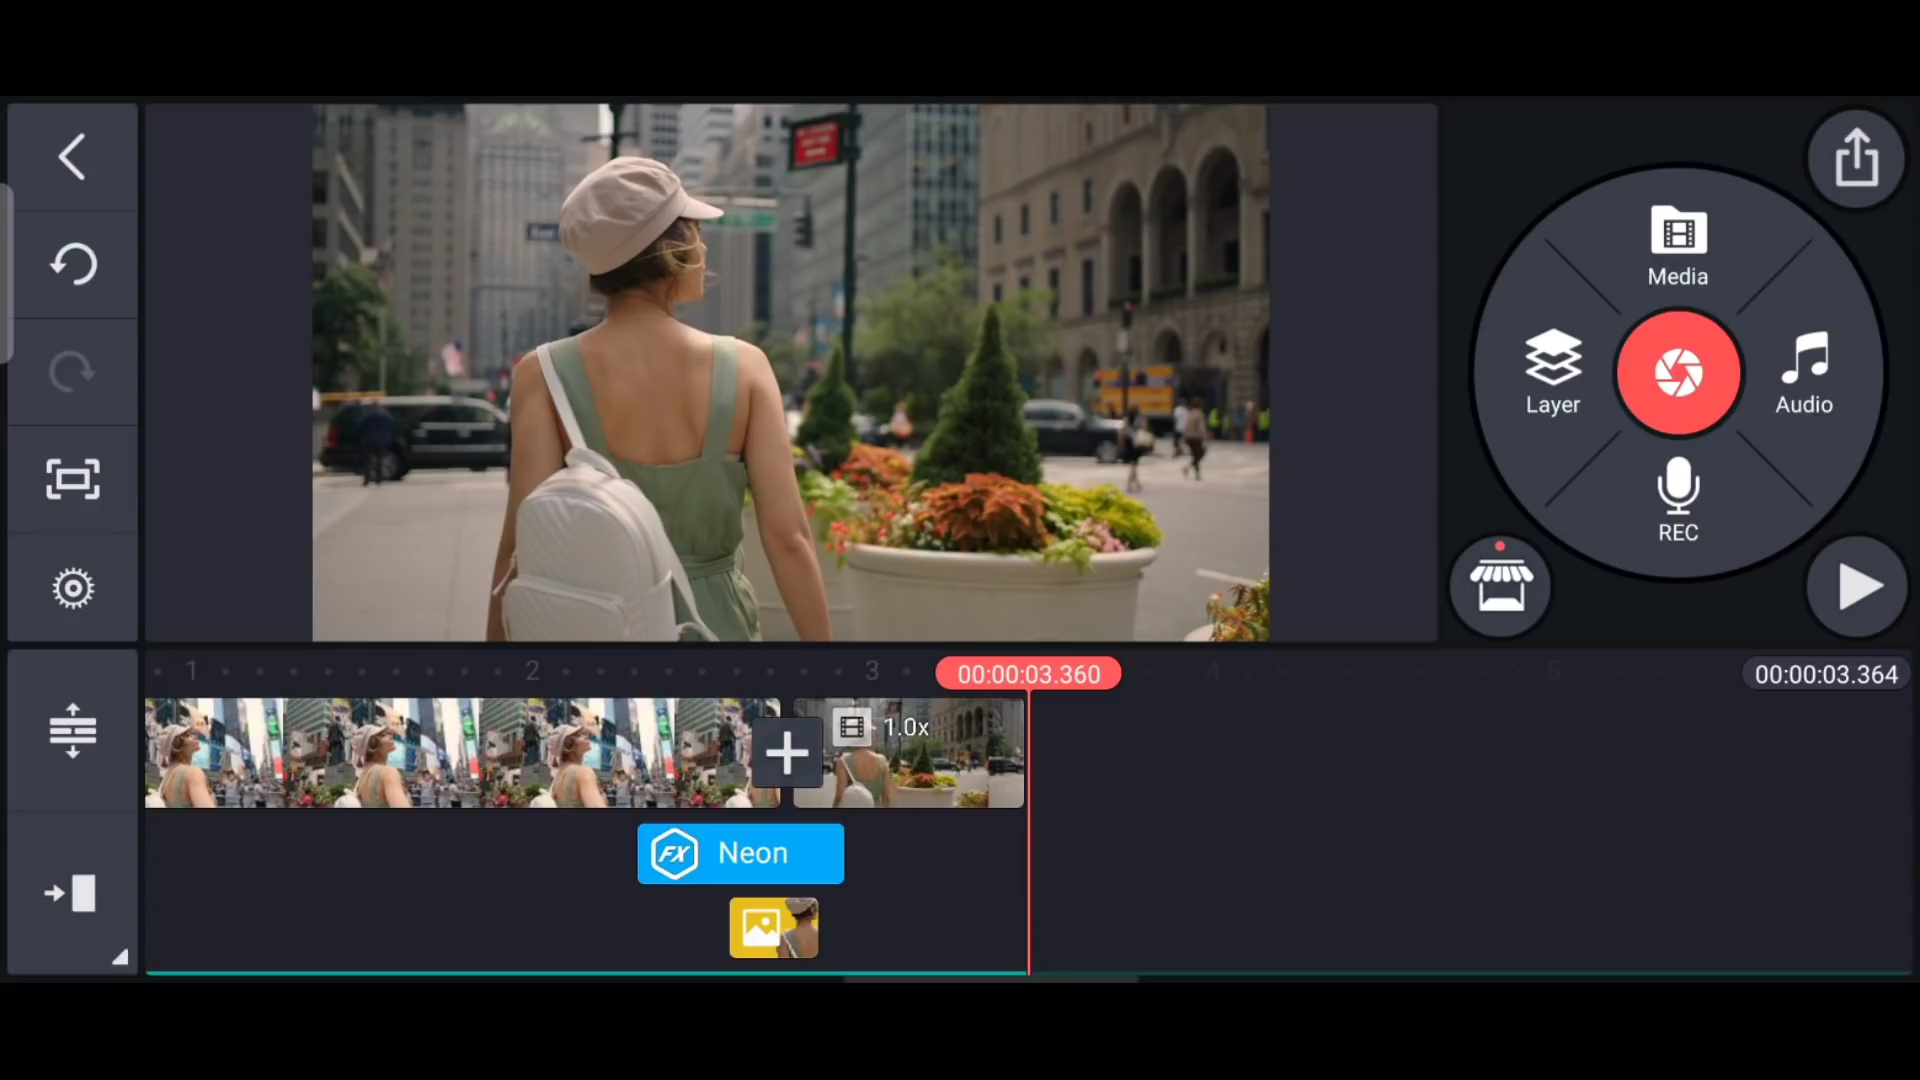 Media
Layer
Audio
REC
1
2
3
00:00:03.360
4
5
00:00:03.364
1.0x
FX
Neon